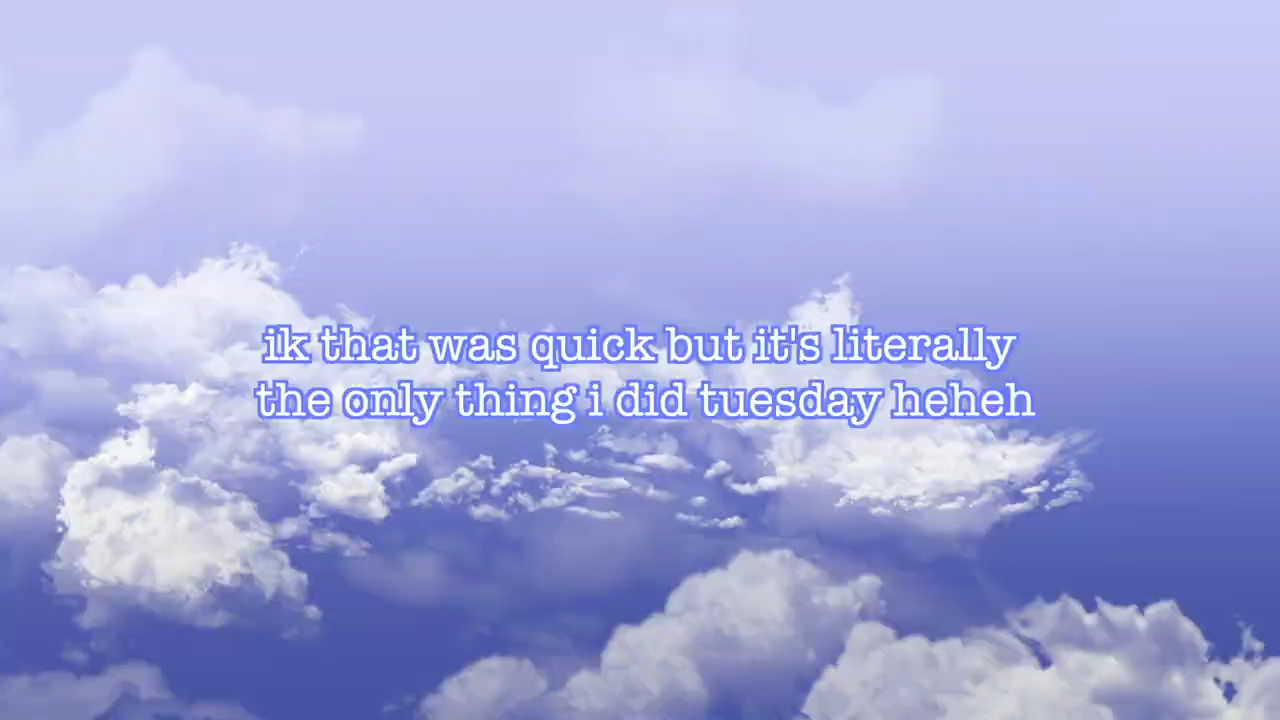 ik that was quick but it's literally
the only thing i did tuesday heheh